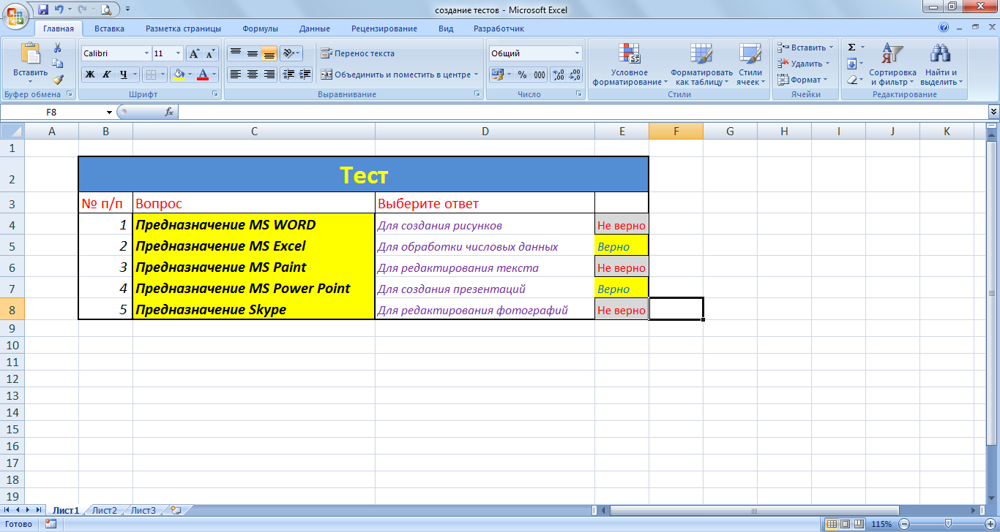 создание тестов - Microsoft Excel
Главная Вставка Разметка страницы Формулы Данные Рецензирование Вид Разработчик
Calibri 11 Перенос текста Общий Вставить Σ
Вставить Ж К Ч А Объединить и поместить в центре % 000 Условное форматирование Форматировать как таблицу Стили ячеек Удалить Формат Сортировка и фильтр Найти и выделить
Буфер обмена Шрифт Выравнивание Число Стили Ячейки Редактирование
F8 fx
A B C D E F G H I J K
1
2 Тест
3 № п/п Вопрос Выберите ответ
4 1 Предназначение MS WORD Для создания рисунков Не верно
5 2 Предназначение MS Excel Для обработки числовых данных Верно
6 3 Предназначение MS Paint Для редактирования текста Не верно
7 4 Предназначение MS Power Point Для создания презентаций Верно
8 5 Предназначение Skype Для редактирования фотографий Не верно
9
10
11
12
13
14
15
16
17
18
19
Лист1 Лист2 Лист3
Готово 115%